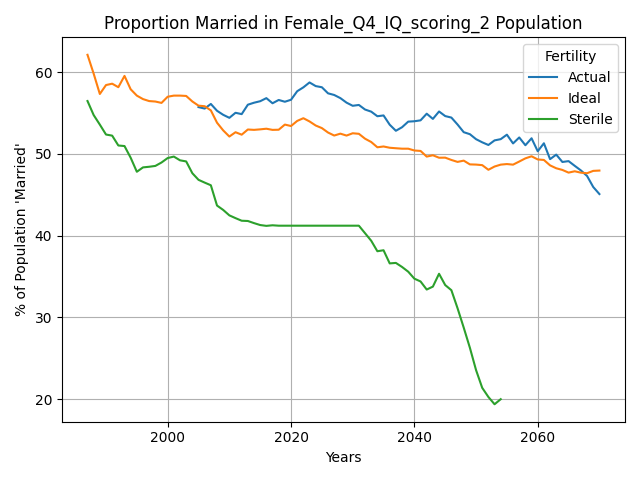 Proportion Married in Female_Q4_IQ_scoring_2 Population
% of Population 'Married'
60
50
40
30
20
Fertility
Actual
Ideal
Sterile
2000
2020
2040
2060
Years